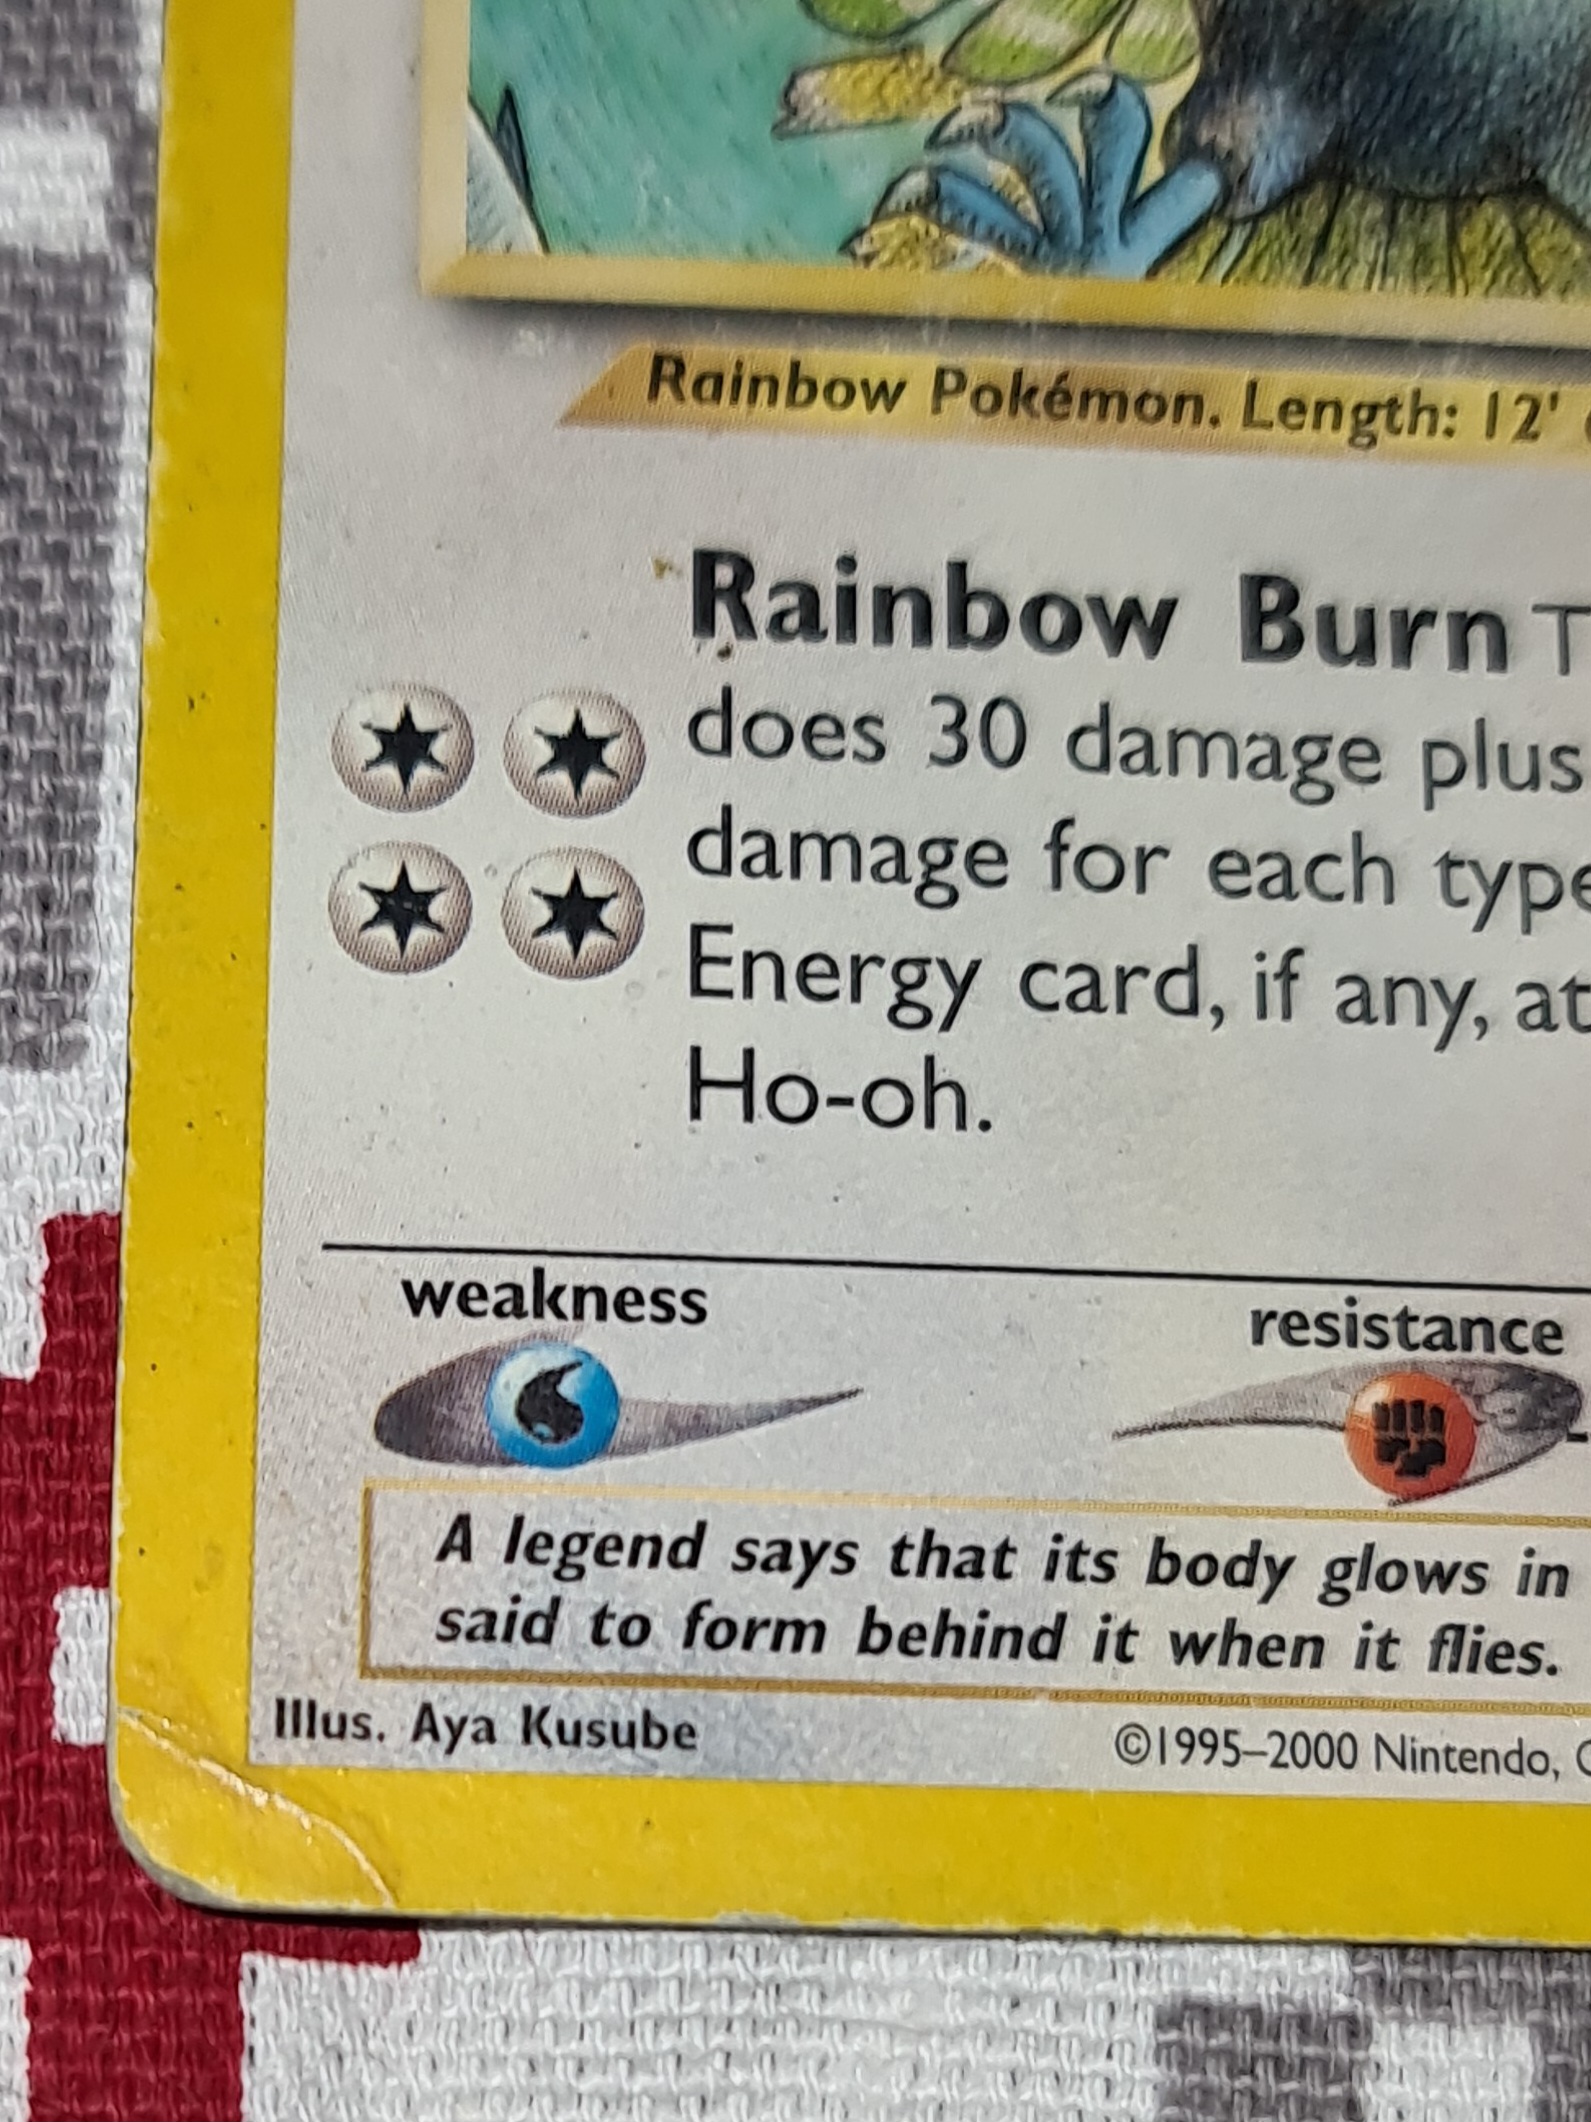 Rainbow Pokémon. Length: 12'
Rainbow Burn
does 30 damage plus
damage for each type
Energy card, if any,
Ho-oh.
weakness
resistance
A legend says that its body glows in
said to form behind it when it flies.
Illus. Aya Kusube
©1995–2000 Nintendo,